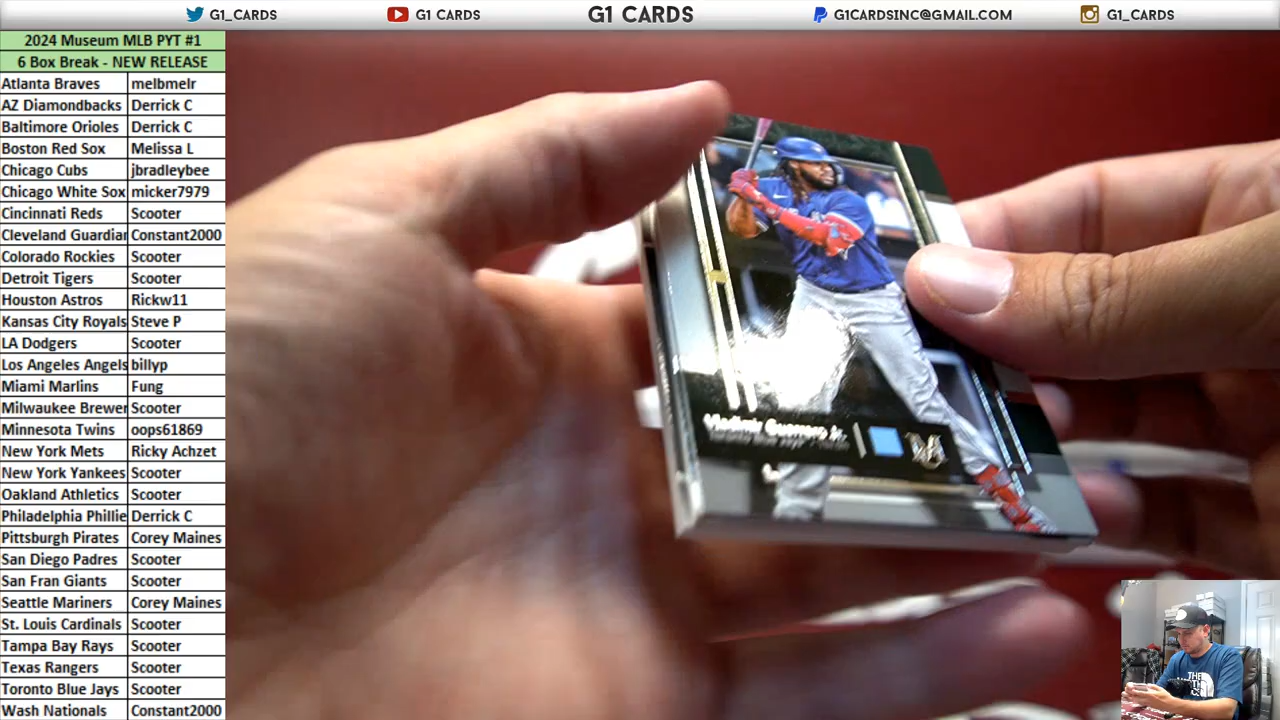 G1_CARDS
G1 CARDS
G1 CARDS
G1CARDSINC@GMAIL.COM
G1_CARDS
2024 Museum MLB PYT #1
6 Box Break - NEW RELEASE
Atlanta Braves melbmelr
AZ Diamondbacks Derrick C
Baltimore Orioles Derrick C
Boston Red Sox Melissa L
Chicago Cubs jbradleybee
Chicago White Sox micker7979
Cincinnati Reds Scooter
Cleveland Guardian Constant2000
Colorado Rockies Scooter
Detroit Tigers Scooter
Houston Astros Rickw11
Kansas City Royals Steve P
LA Dodgers Scooter
Los Angeles Angels billyp
Miami Marlins Fung
Milwaukee Brewer Scooter
Minnesota Twins oops61869
New York Mets Ricky Achzet
New York Yankees Scooter
Oakland Athletics Scooter
Philadelphia Phillie Derrick C
Pittsburgh Pirates Corey Maines
San Diego Padres Scooter
San Fran Giants Scooter
Seattle Mariners Corey Maines
St. Louis Cardinals Scooter
Tampa Bay Rays Scooter
Texas Rangers Scooter
Toronto Blue Jays Scooter
Wash Nationals Constant2000
Vladimir Guerrero Jr.
THE